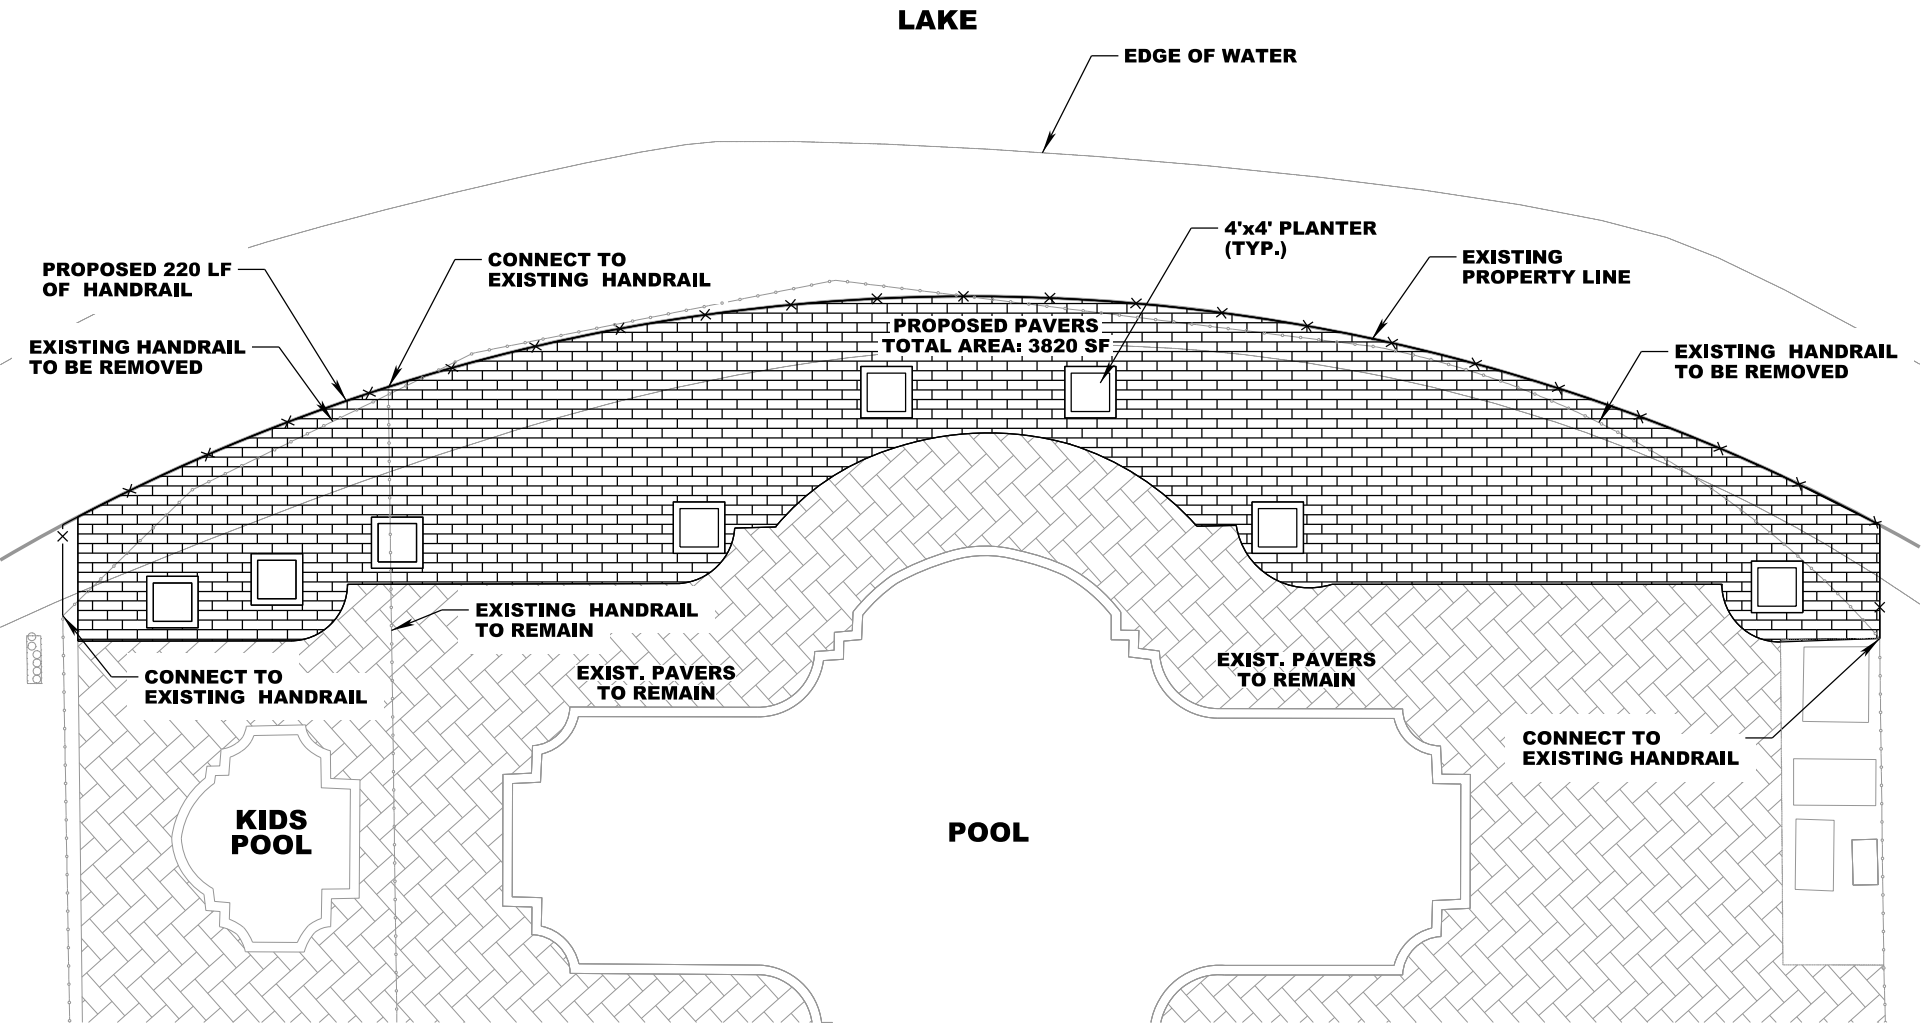 LAKE
EDGE OF WATER
4'x4' PLANTER
(TYP.)
PROPOSED 220 LF
OF HANDRAIL
CONNECT TO
EXISTING HANDRAIL
EXISTING
PROPERTY LINE
EXISTING HANDRAIL
TO BE REMOVED
PROPOSED PAVERS
TOTAL AREA: 3820 SF
EXISTING HANDRAIL
TO BE REMOVED
EXISTING HANDRAIL
TO REMAIN
CONNECT TO
EXISTING HANDRAIL
EXIST. PAVERS
TO REMAIN
EXIST. PAVERS
TO REMAIN
CONNECT TO
EXISTING HANDRAIL
KIDS
POOL
POOL